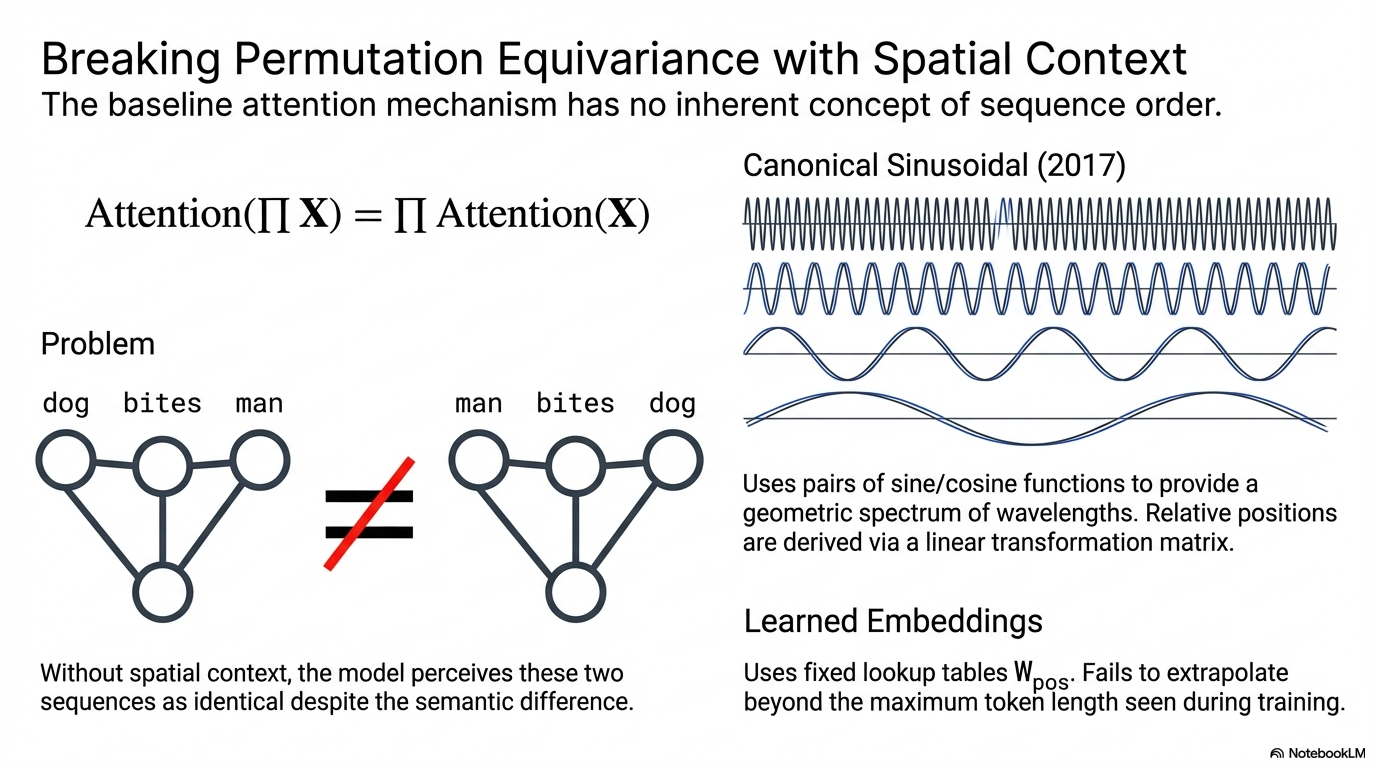 Breaking Permutation Equivariance with Spatial Context
The baseline attention mechanism has no inherent concept of sequence order.
Attention(∏ X) = ∏ Attention(X)
Problem
dog bites man
man bites dog
Without spatial context, the model perceives these two
sequences as identical despite the semantic difference.
Canonical Sinusoidal (2017)
Uses pairs of sine/cosine functions to provide a
geometric spectrum of wavelengths. Relative positions
are derived via a linear transformation matrix.
Learned Embeddings
Uses fixed lookup tables W_pos. Fails to extrapolate
beyond the maximum token length seen during training.
NotebookLM